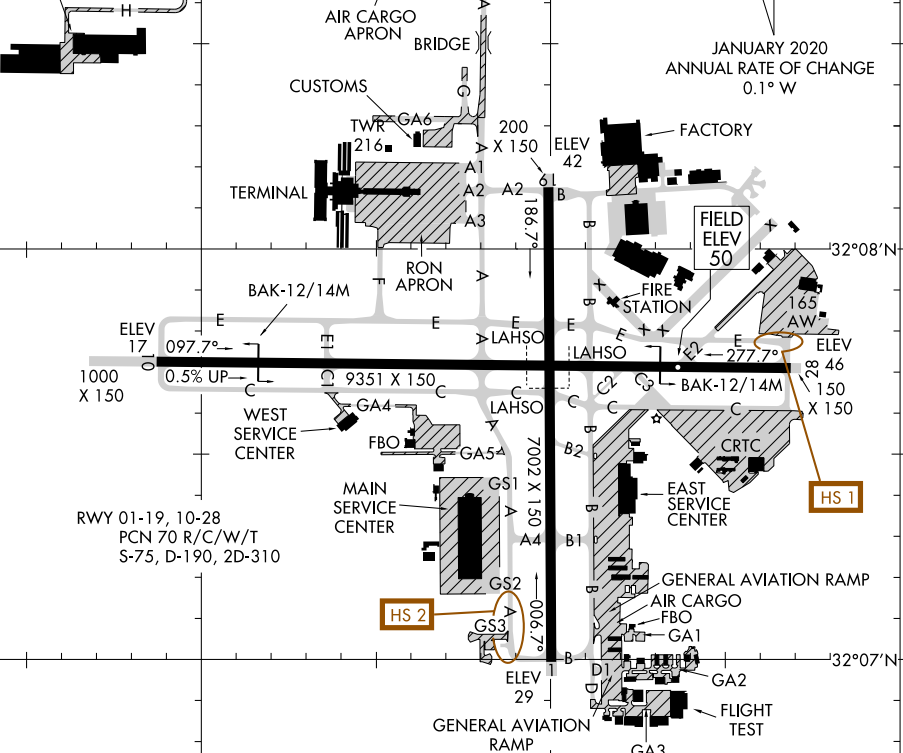 H
A
AIR CARGO
APRON
BRIDGE
JANUARY 2020
ANNUAL RATE OF CHANGE
0.1° W
CUSTOMS
G
GA6
TWR
216
A
200
X 150
ELEV
42
FACTORY
A1
TERMINAL
A2
A2
19
B
A3
186.7°
B
FIELD
ELEV
50
X
32°08'N
RON
APRON
F
A
X
BAK-12/14M
B
FIRE
STATION
165
AW
E
E
E
E
E
X
X
E
ELEV
17
10
097.7°
E1
LAHSO
LAHSO
E2
277.7°
ELEV
46
28
1000
X 150
0.5% UP
C
C1
9351 X 150
C
C2
C3
BAK-12/14M
150
X 150
GA4
LAHSO
C
C
C
WEST
SERVICE
CENTER
FBO
A
B
GA5
B2
CRTC
7002 X 150
MAIN
SERVICE
CENTER
GS1
A
EAST
SERVICE
CENTER
HS 1
RWY 01-19, 10-28
PCN 70 R/C/W/T
S-75, D-190, 2D-310
A4
B1
GS2
B
GENERAL AVIATION RAMP
HS 2
A
006.7°
AIR CARGO
FBO
GS3
GA1
B
32°07'N
ELEV
29
1
D1
GA2
D
GENERAL AVIATION
RAMP
FLIGHT
TEST
GA3